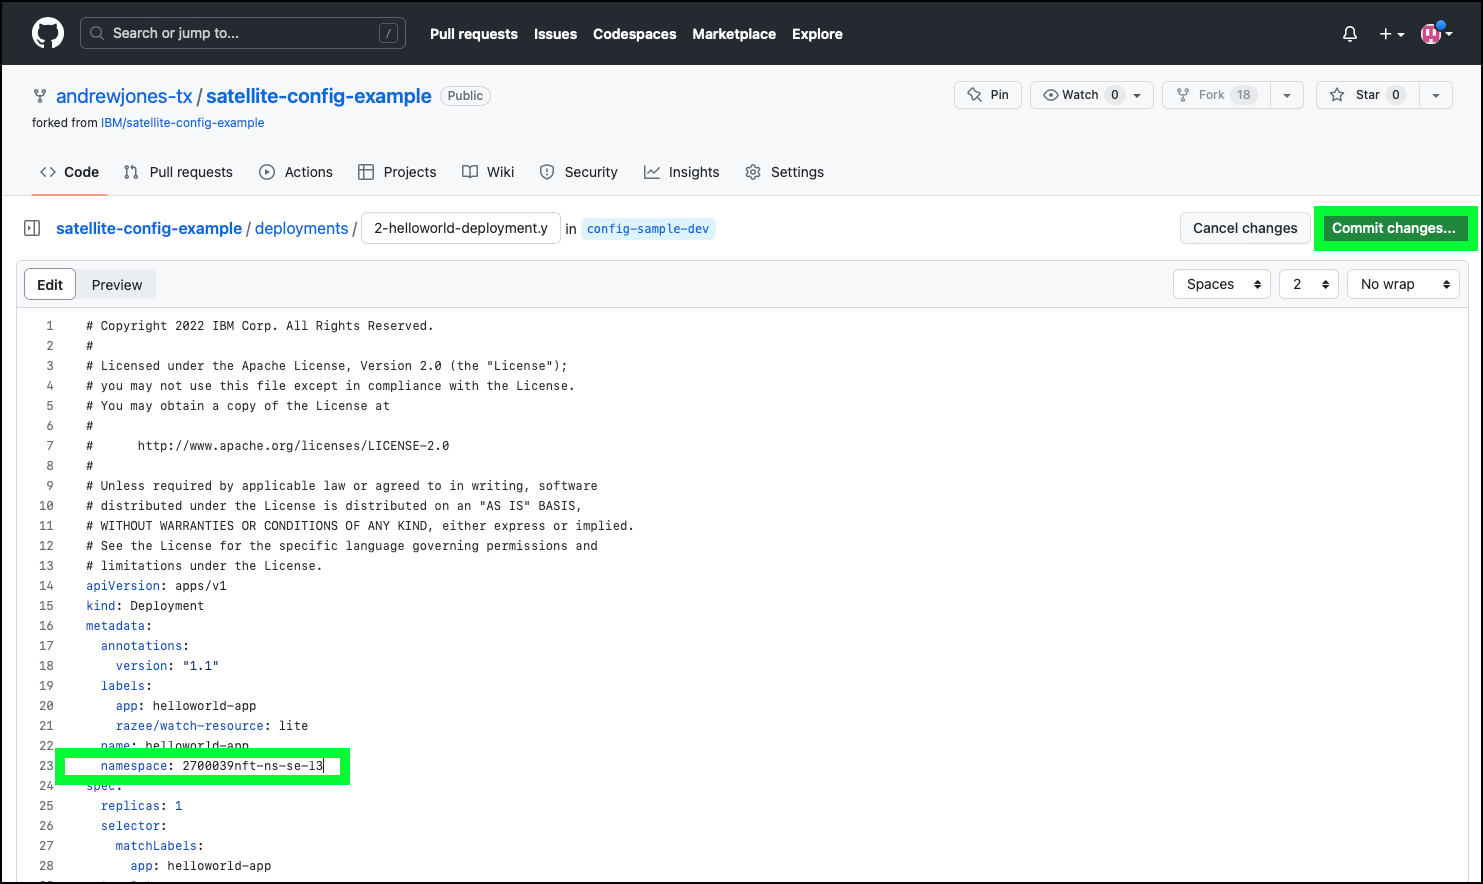 Search or jump to...
/
Pull requests
Issues
Codespaces
Marketplace
Explore
andrewjones-tx / satellite-config-example
Public
Pin
Watch 0
Fork 18
Star 0
forked from IBM/satellite-config-example
Code
Pull requests
Actions
Projects
Wiki
Security
Insights
Settings
satellite-config-example / deployments / 2-helloworld-deployment.y in config-sample-dev
Cancel changes
Commit changes...
Edit
Preview
Spaces
2
No wrap
1 # Copyright 2022 IBM Corp. All Rights Reserved.
2 #
3 # Licensed under the Apache License, Version 2.0 (the "License");
4 # you may not use this file except in compliance with the License.
5 # You may obtain a copy of the License at
6 #
7 #      http://www.apache.org/licenses/LICENSE-2.0
8 #
9 # Unless required by applicable law or agreed to in writing, software
10 # distributed under the License is distributed on an "AS IS" BASIS,
11 # WITHOUT WARRANTIES OR CONDITIONS OF ANY KIND, either express or implied.
12 # See the License for the specific language governing permissions and
13 # limitations under the License.
14 apiVersion: apps/v1
15 kind: Deployment
16 metadata:
17   annotations:
18     version: "1.1"
19   labels:
20     app: helloworld-app
21     razee/watch-resource: lite
22   name: helloworld-app
23   namespace: 2700039nft-ns-se-l3
24 spec:
25   replicas: 1
26   selector:
27     matchLabels:
28       app: helloworld-app